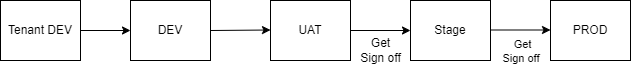 Tenant DEV
DEV
UAT
Get
Sign off
Stage
Get
Sign off
PROD